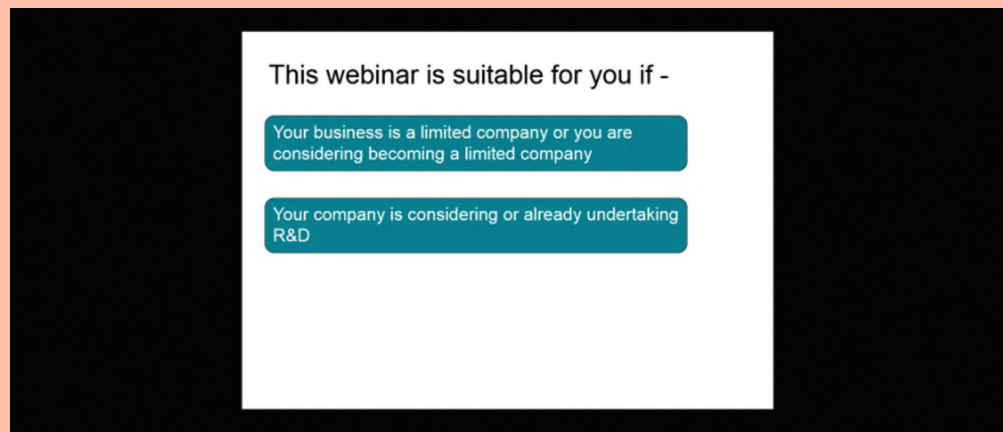 This webinar is suitable for you if -
Your business is a limited company or you are
considering becoming a limited company
Your company is considering or already undertaking
R&D